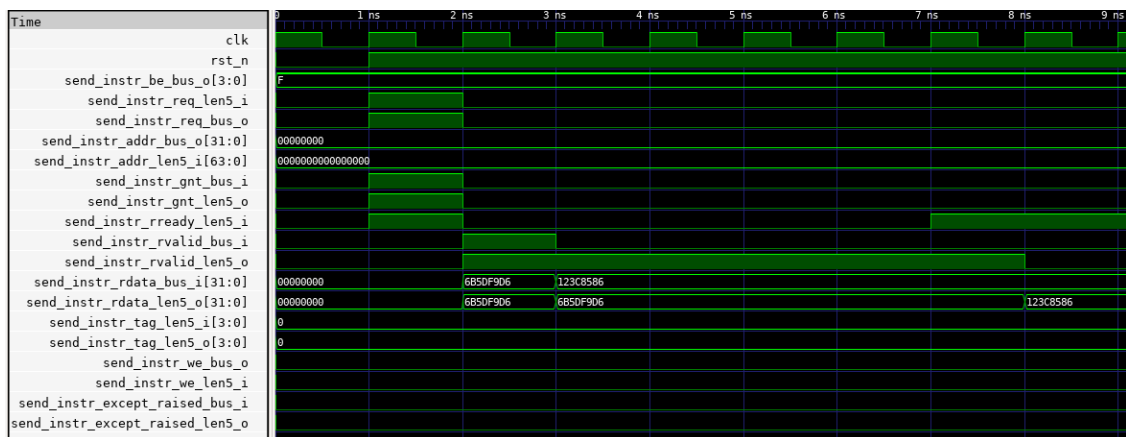 Time 0 1 ns 2 ns 3 ns 4 ns 5 ns 6 ns 7 ns 8 ns 9 ns
clk
rst_n
send_instr_be_bus_o[3:0] F
send_instr_req_len5_i
send_instr_req_bus_o
send_instr_addr_bus_o[31:0] 00000000
send_instr_addr_len5_i[63:0] 0000000000000000
send_instr_gnt_bus_i
send_instr_gnt_len5_o
send_instr_rready_len5_i
send_instr_rvalid_bus_i
send_instr_rvalid_len5_o
send_instr_rdata_bus_i[31:0] 00000000 6B5DF9D6 123C8586
send_instr_rdata_len5_o[31:0] 00000000 6B5DF9D6 6B5DF9D6 123C8586
send_instr_tag_len5_i[3:0] 0
send_instr_tag_len5_o[3:0] 0
send_instr_we_bus_o
send_instr_we_len5_i
send_instr_except_raised_bus_i
send_instr_except_raised_len5_o